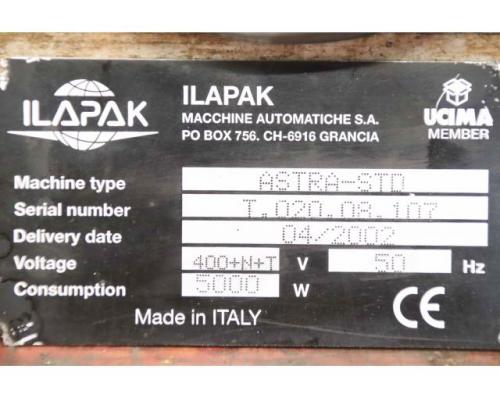 ILAPAK
ILAPAK
MACCHINE AUTOMATICHE S.A.
PO BOX 756. CH-6916 GRANCIA
UCIMA
MEMBER
Machine type ASTRA-STD
Serial number T.020.08.107
Delivery date 04/2002
Voltage 400+N+T V 50 Hz
Consumption 5000 W
Made in ITALY CE